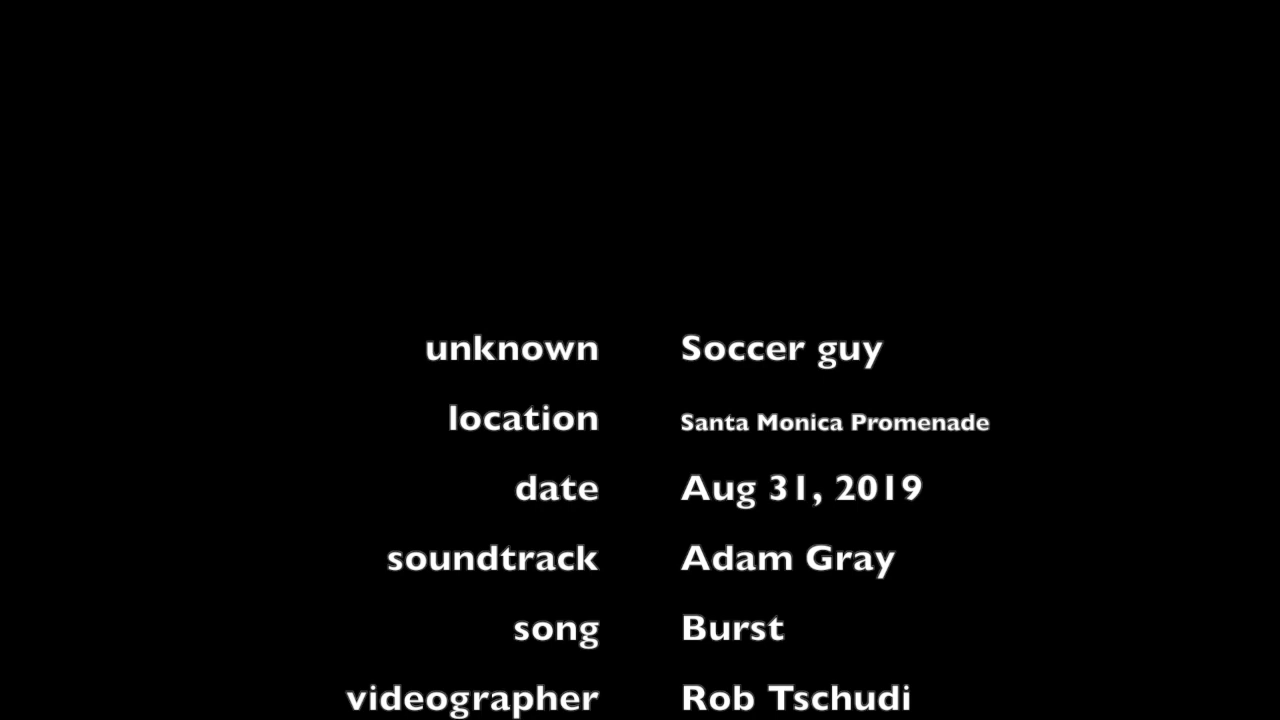 unknown Soccer guy
location Santa Monica Promenade
date Aug 31, 2019
soundtrack Adam Gray
song Burst
videographer Rob Tschudi